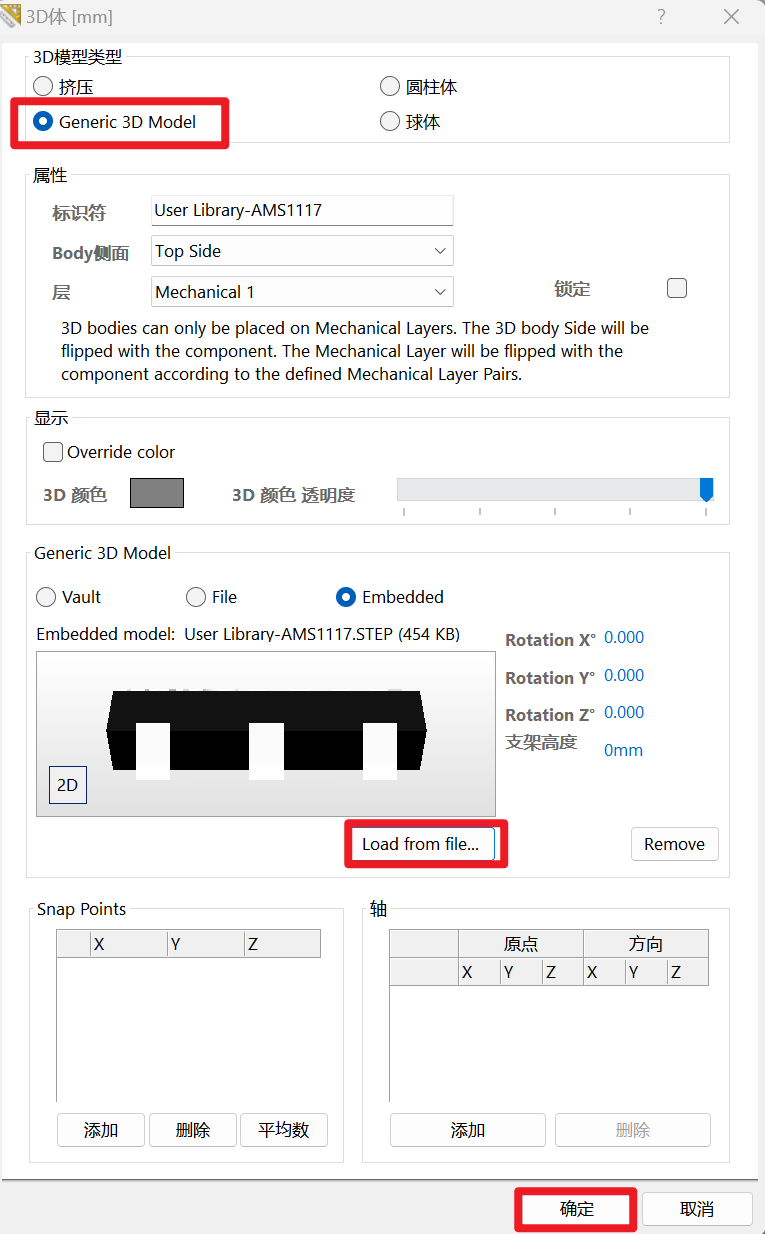 3D体 [mm]
3D模型类型
挤压
圆柱体
Generic 3D Model
球体
属性
标识符 User Library-AMS1117
Body侧面 Top Side
层 Mechanical 1
锁定
3D bodies can only be placed on Mechanical Layers. The 3D body Side will be
flipped with the component. The Mechanical Layer will be flipped with the
component according to the defined Mechanical Layer Pairs.
显示
Override color
3D 颜色
3D 颜色 透明度
Generic 3D Model
Vault File Embedded
Embedded model: User Library-AMS1117.STEP (454 KB)
Rotation X° 0.000
Rotation Y° 0.000
Rotation Z° 0.000
支架高度 0mm
2D
Load from file...
Remove
Snap Points
X Y Z
添加 删除 平均数
轴
原点 方向
X Y Z X Y Z
添加 删除
确定 取消